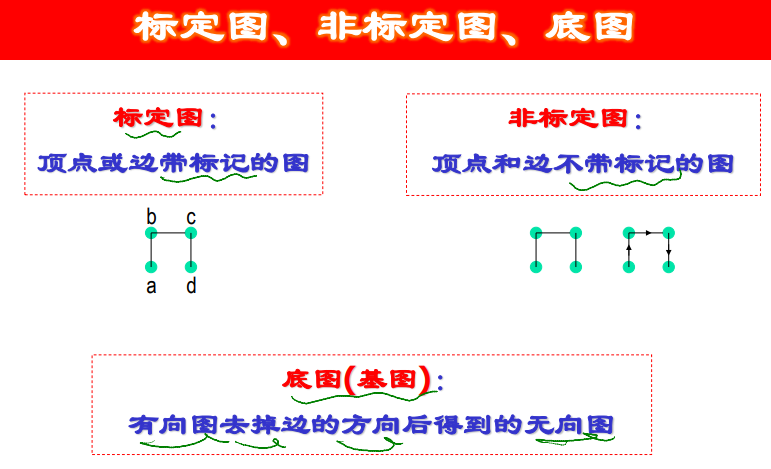 标定图、非标定图、底图
标定图：
顶点或边带标记的图
b c
a d
非标定图：
顶点和边不带标记的图
底图(基图)：
有向图去掉边的方向后得到的无向图